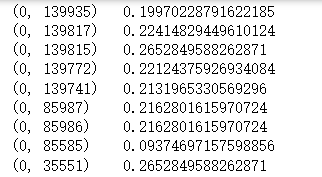 (0, 139935)	0.19970228791622185
(0, 139817)	0.22414829449610124
(0, 139815)	0.2652849588262871
(0, 139772)	0.22124375926934084
(0, 139741)	0.2131965330569296
(0, 85987)	0.2162801615970724
(0, 85986)	0.2162801615970724
(0, 85585)	0.09374697157598856
(0, 35551)	0.2652849588262871